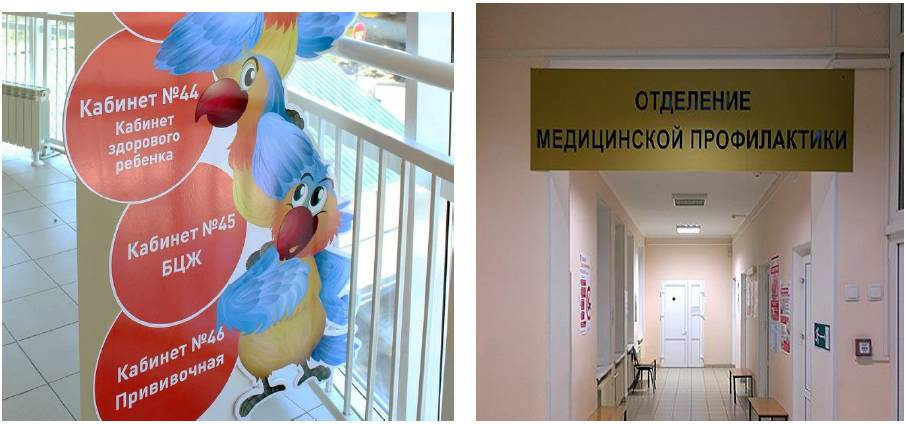 Кабинет №44
Кабинет
здорового
ребенка
Кабинет №45
БЦЖ
Кабинет №46
Прививочная
ОТДЕЛЕНИЕ
МЕДИЦИНСКОЙ ПРОФИЛАКТИКИ